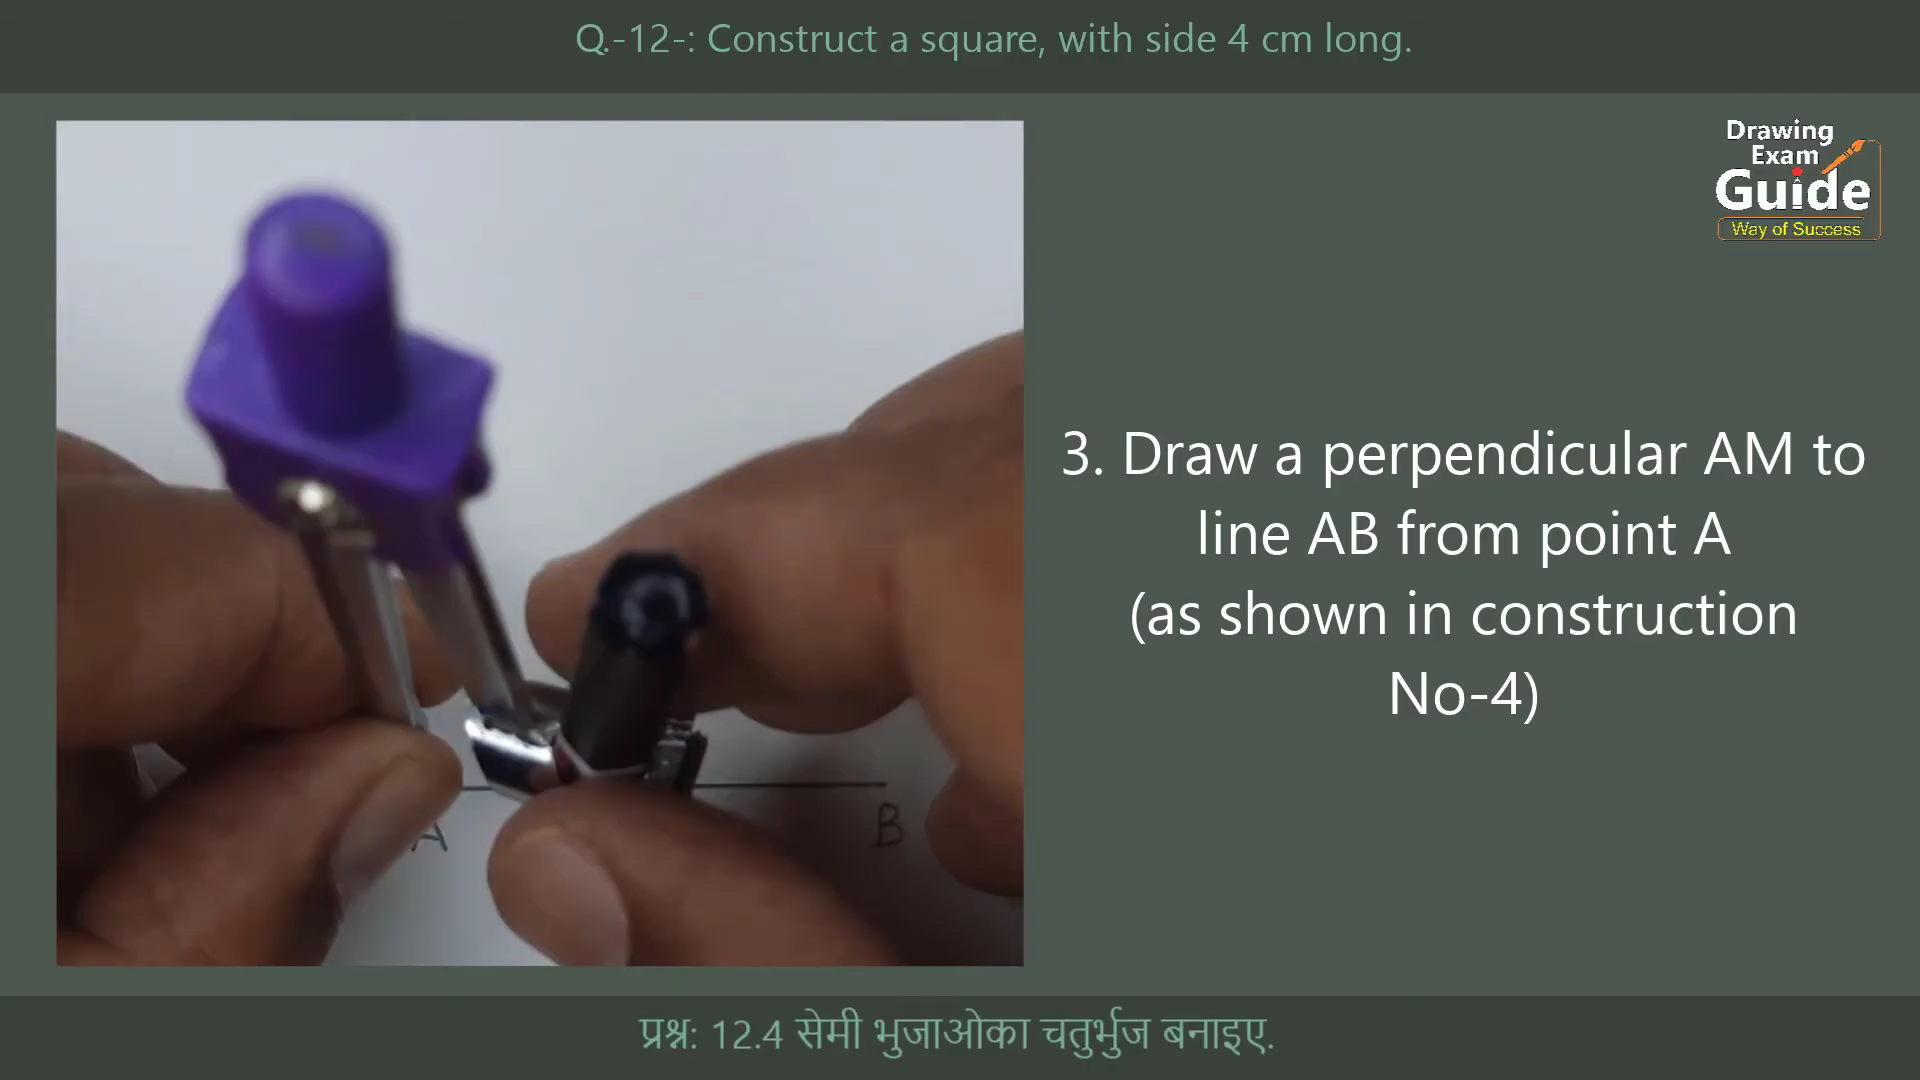 Q.-12-: Construct a square, with side 4 cm long.
Drawing
Exam
Guide
Way of Success
3. Draw a perpendicular AM to
line AB from point A
(as shown in construction
No-4)
A
B
प्रश्न: 12.4 सेमी भुजाओका चतुर्भुज बनाइए.